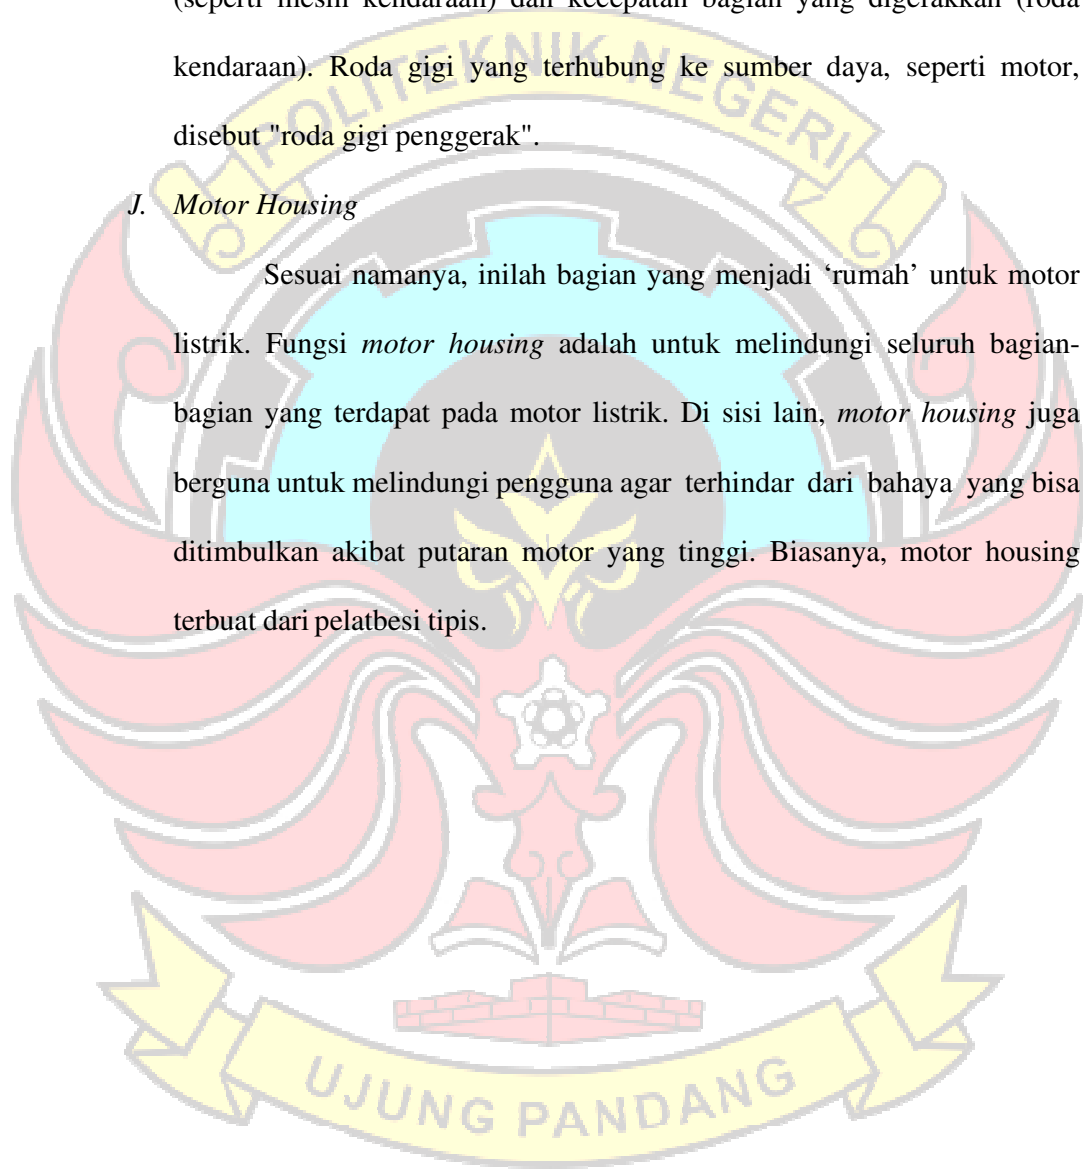 (seperti mesin kendaraan) dan kecepatan bagian yang digerakkan (roda
kendaraan). Roda gigi yang terhubung ke sumber daya, seperti motor,
disebut "roda gigi penggerak".
J. Motor Housing
Sesuai namanya, inilah bagian yang menjadi ‘rumah’ untuk motor
listrik. Fungsi motor housing adalah untuk melindungi seluruh bagian-
bagian yang terdapat pada motor listrik. Di sisi lain, motor housing juga
berguna untuk melindungi pengguna agar terhindar dari bahaya yang bisa
ditimbulkan akibat putaran motor yang tinggi. Biasanya, motor housing
terbuat dari pelatbesi tipis.
POLITEKNIK NEGERI
UJUNG PANDANG